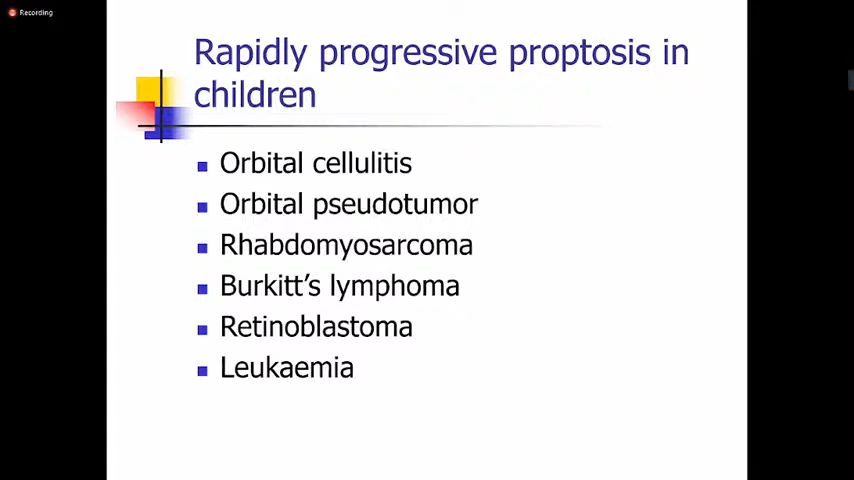 Recording
Rapidly progressive proptosis in
children
Orbital cellulitis
Orbital pseudotumor
Rhabdomyosarcoma
Burkitt’s lymphoma
Retinoblastoma
Leukaemia